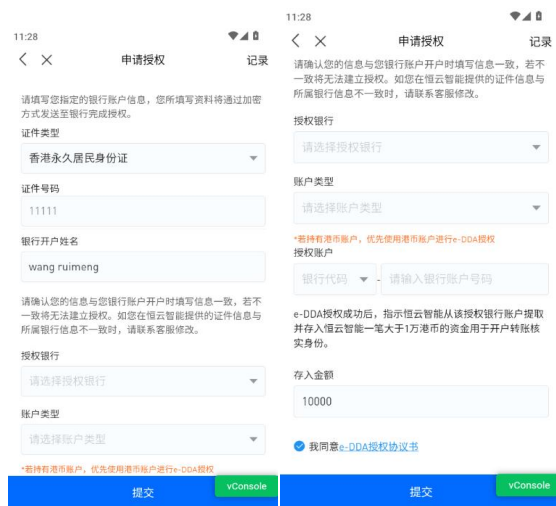 11:28
申请授权
记录
请填写您指定的银行账户信息，您所填写资料将通过加密
方式发送至银行完成授权。
证件类型
香港永久居民身份证
证件号码
11111
银行开户姓名
wang ruimeng
请确认您的信息与您银行账户开户时填写信息一致，若不
一致将无法建立授权。如您在恒云智能提供的证件信息与
所属银行信息不一致时，请联系客服修改。
授权银行
请选择授权银行
账户类型
请选择账户类型
*若持有港币账户，优先使用港币账户进行e-DDA授权
提交
vConsole
11:28
申请授权
记录
请确认您的信息与您银行账户开户时填写信息一致，若不
一致将无法建立授权。如您在恒云智能提供的证件信息与
所属银行信息不一致时，请联系客服修改。
授权银行
请选择授权银行
账户类型
请选择账户类型
*若持有港币账户，优先使用港币账户进行e-DDA授权
授权账户
银行代码 - 请输入银行账户号码
e-DDA授权成功后，指示恒云智能从该授权银行账户提取
并存入恒云智能一笔大于1万港币的资金用于开户转账核
实身份。
存入金额
10000
我同意e-DDA授权协议书
提交
vConsole